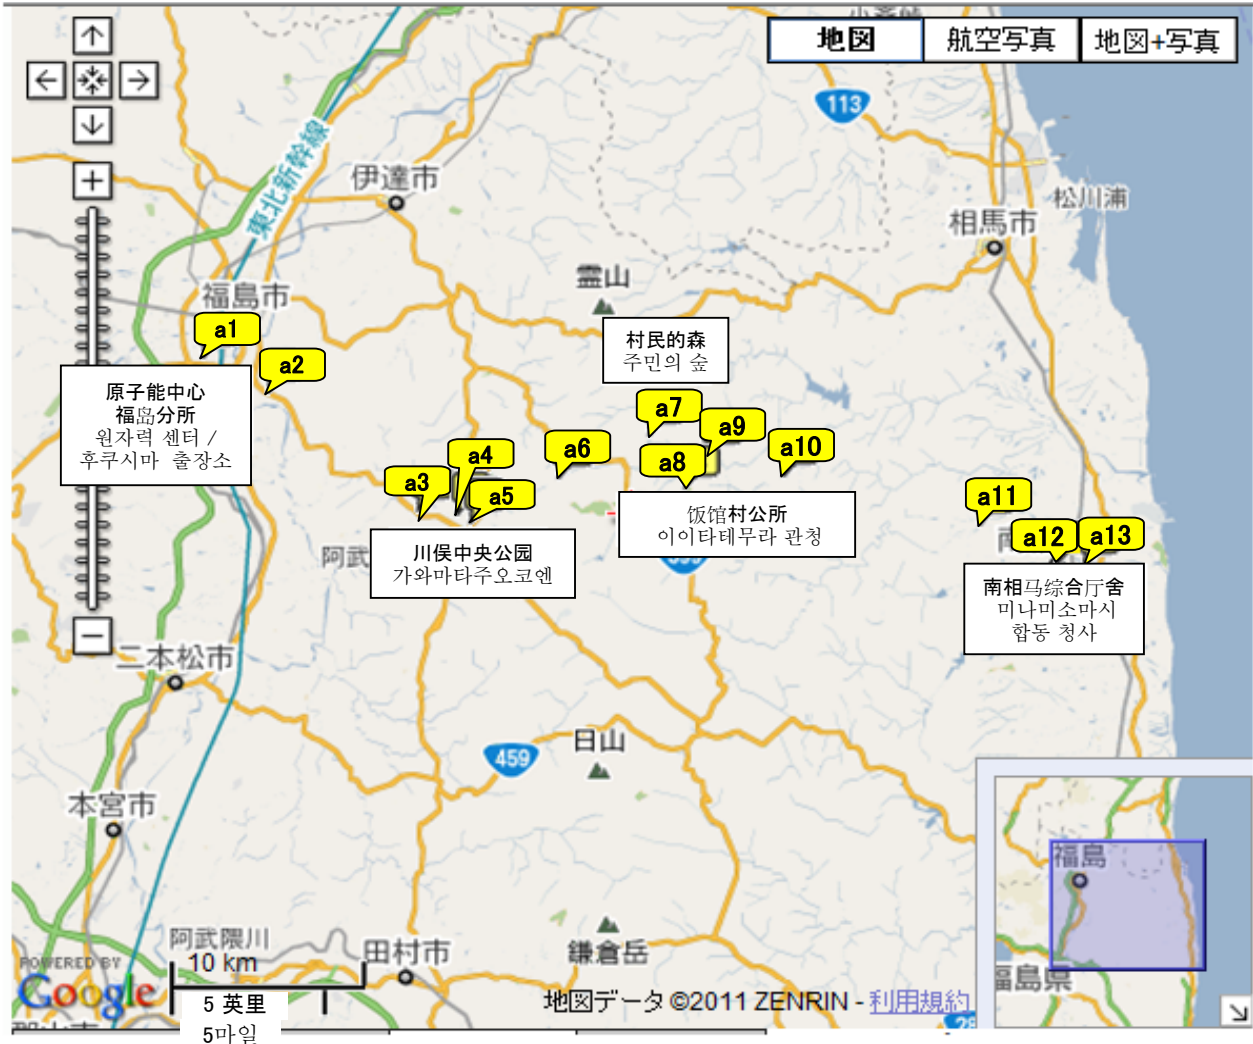 地図
航空写真
地図+写真
113
東北新幹線
伊達市
松川浦
相馬市
霊山
福島市
a1
a2
村民的森
주민의 숲
原子能中心
福岛分所
원자력 센터 /
후쿠시마 출장소
a7
a9
a6
a8
a10
a4
a3
a5
a11
a12
a13
饭馆村公所
이이타테무라 관청
阿武
川俣中央公园
가와마타주오코엔
南相马综合厅舍
미나미소마시
합동 청사
二本松市
日山
459
本宮市
福島
阿武隈川
田村市
鎌倉岳
10 km
POWERED BY
Google
5 英里
5마일
地図データ ©2011 ZENRIN - 利用規約
福島県